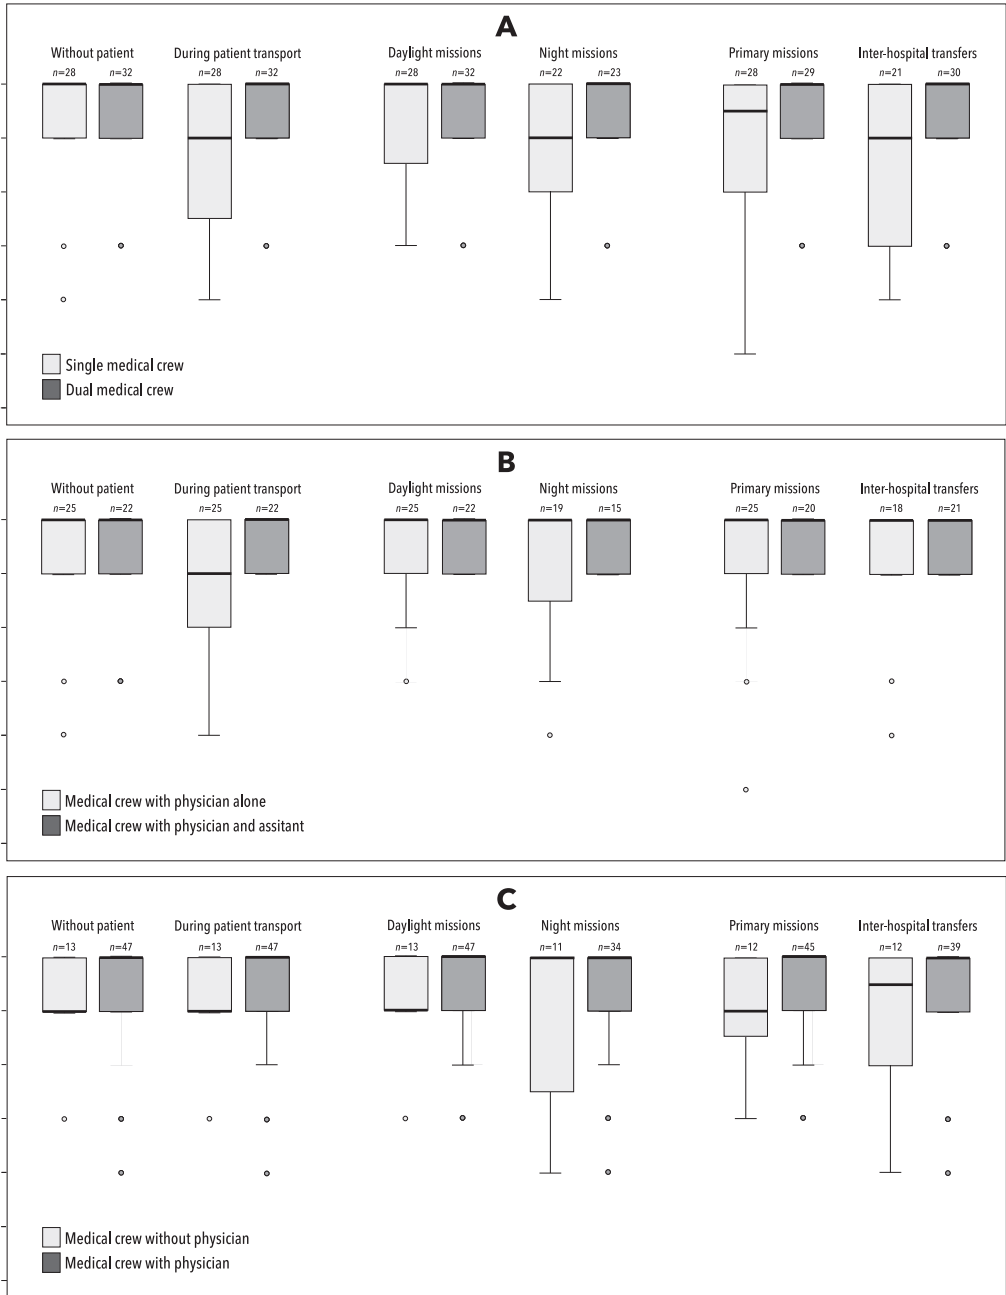 A
Without patient
During patient transport
Daylight missions
Night missions
Primary missions
Inter-hospital transfers
n=28
n=32
n=28
n=32
n=28
n=32
n=22
n=23
n=28
n=29
n=21
n=30
Single medical crew
Dual medical crew
B
Without patient
During patient transport
Daylight missions
Night missions
Primary missions
Inter-hospital transfers
n=25
n=22
n=25
n=22
n=25
n=22
n=19
n=15
n=25
n=20
n=18
n=21
Medical crew with physician alone
Medical crew with physician and assitant
C
Without patient
During patient transport
Daylight missions
Night missions
Primary missions
Inter-hospital transfers
n=13
n=47
n=13
n=47
n=13
n=47
n=11
n=34
n=12
n=45
n=12
n=39
Medical crew without physician
Medical crew with physician